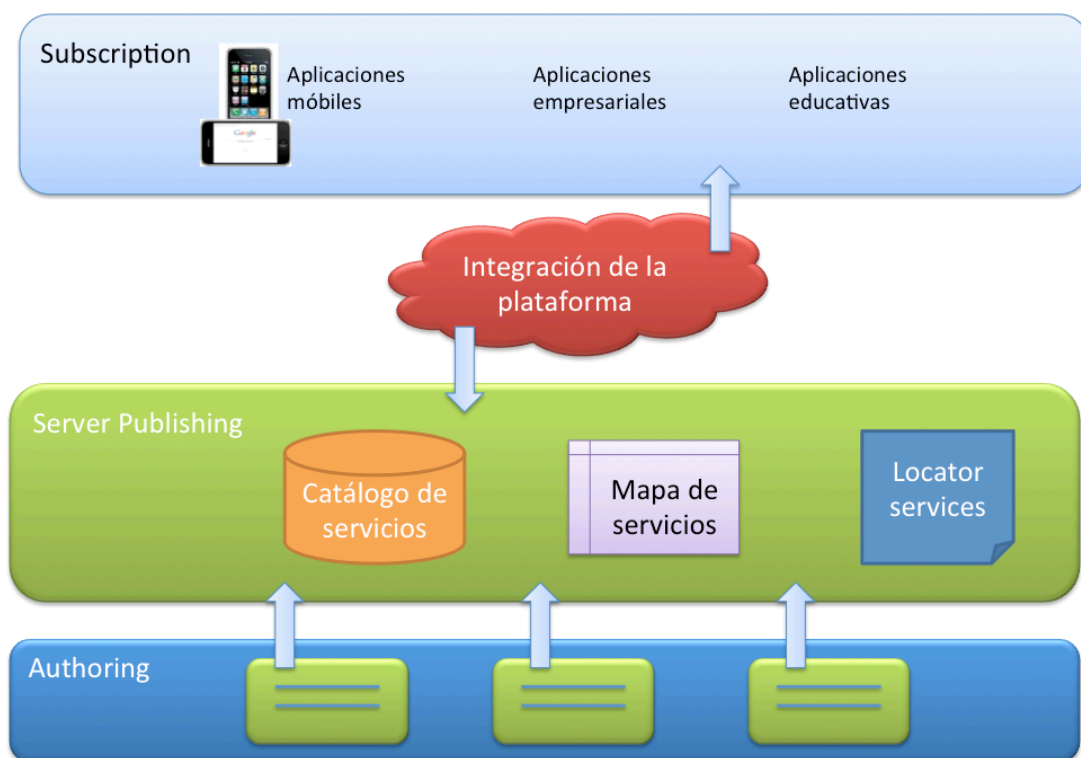 Subscription
Aplicaciones
móbiles
Aplicaciones
empresariales
Aplicaciones
educativas
Google
Integración de la
plataforma
Server Publishing
Catálogo de
servicios
Mapa de
servicios
Locator
services
Authoring